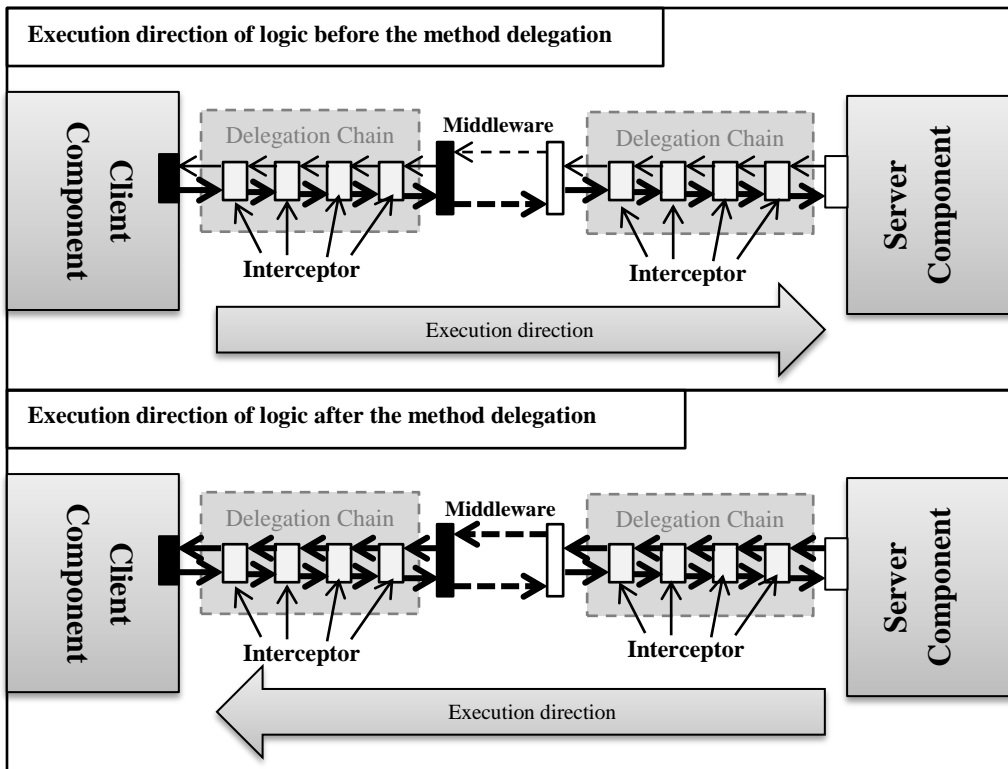 Execution direction of logic before the method delegation
Client
Component
Delegation Chain
Middleware
Delegation Chain
Server
Component
Interceptor
Interceptor
Execution direction
Execution direction of logic after the method delegation
Client
Component
Delegation Chain
Middleware
Delegation Chain
Server
Component
Interceptor
Interceptor
Execution direction